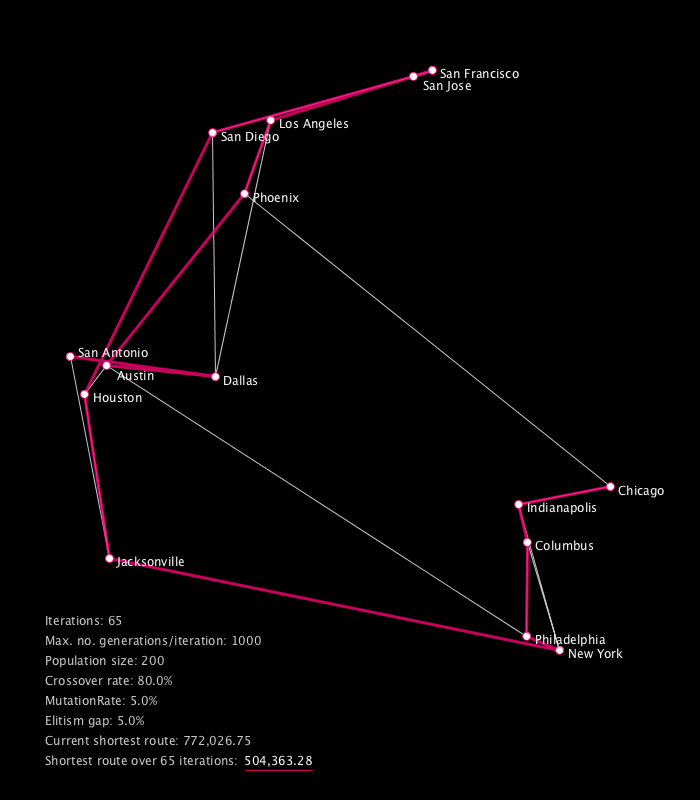 San Francisco
San Jose
Los Angeles
San Diego
Phoenix
San Antonio
Austin
Dallas
Houston
Chicago
Indianapolis
Columbus
Jacksonville
Philadelphia
New York
Iterations: 65
Max. no. generations/iteration: 1000
Population size: 200
Crossover rate: 80.0%
MutationRate: 5.0%
Elitism gap: 5.0%
Current shortest route: 772,026.75
Shortest route over 65 iterations: 504,363.28